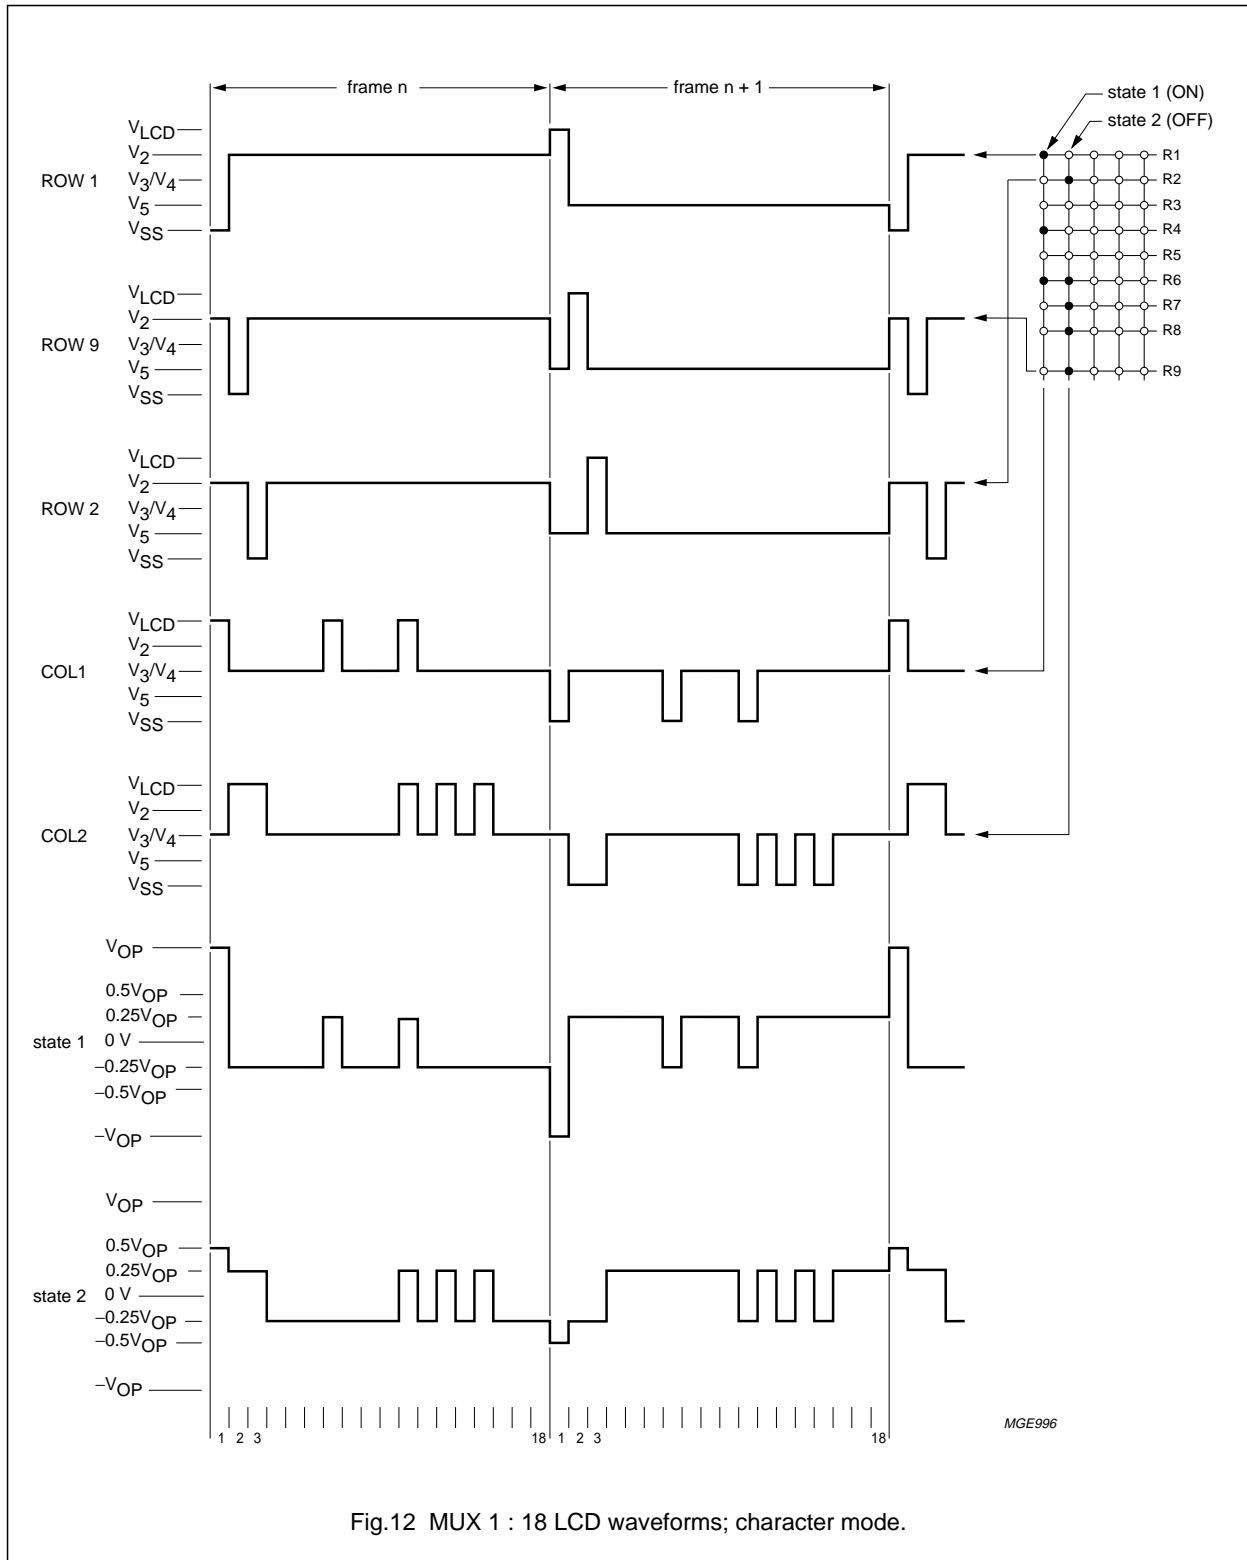 frame n
frame n + 1
state 1 (ON)
state 2 (OFF)
R1
R2
R3
R4
R5
R6
R7
R8
R9
ROW 1
VLCD
V2
V3/V4
V5
VSS
ROW 9
VLCD
V2
V3/V4
V5
VSS
ROW 2
VLCD
V2
V3/V4
V5
VSS
COL1
VLCD
V2
V3/V4
V5
VSS
COL2
VLCD
V2
V3/V4
V5
VSS
state 1
VOP
0.5VOP
0.25VOP
0 V
−0.25VOP
−0.5VOP
−VOP
state 2
VOP
0.5VOP
0.25VOP
0 V
−0.25VOP
−0.5VOP
−VOP
1 2 3 18 1 2 3 18
MGE996
Fig.12 MUX 1 : 18 LCD waveforms; character mode.